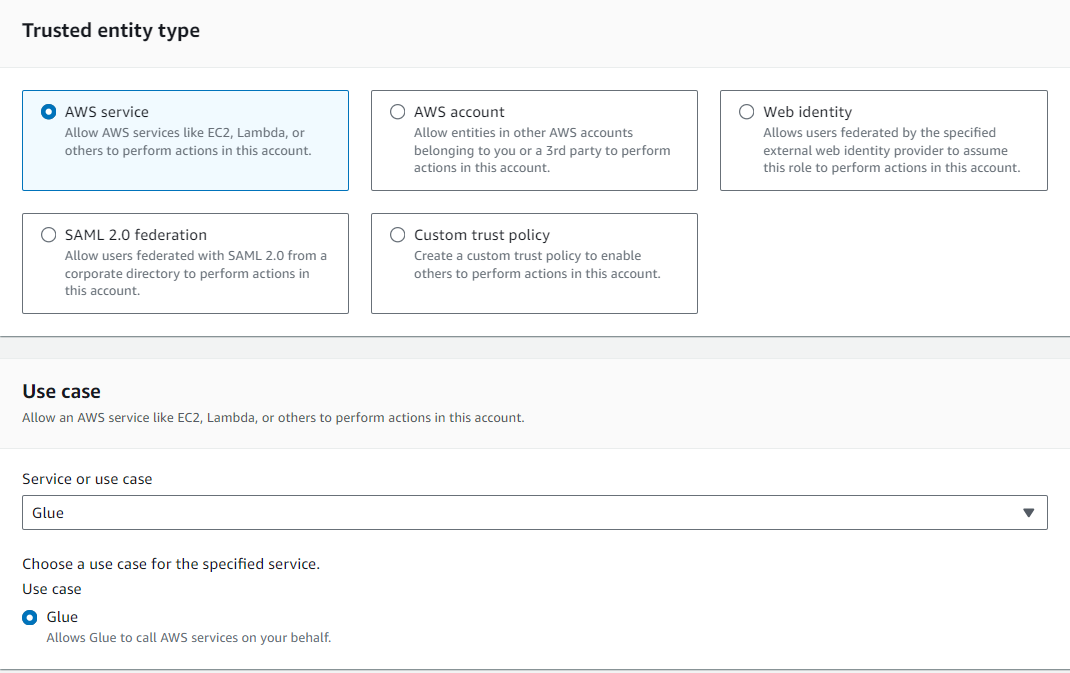 Trusted entity type
AWS service
Allow AWS services like EC2, Lambda, or
others to perform actions in this account.
AWS account
Allow entities in other AWS accounts
belonging to you or a 3rd party to perform
actions in this account.
Web identity
Allows users federated by the specified
external web identity provider to assume
this role to perform actions in this account.
SAML 2.0 federation
Allow users federated with SAML 2.0 from a
corporate directory to perform actions in
this account.
Custom trust policy
Create a custom trust policy to enable
others to perform actions in this account.
Use case
Allow an AWS service like EC2, Lambda, or others to perform actions in this account.
Service or use case
Glue
Choose a use case for the specified service.
Use case
Glue
Allows Glue to call AWS services on your behalf.